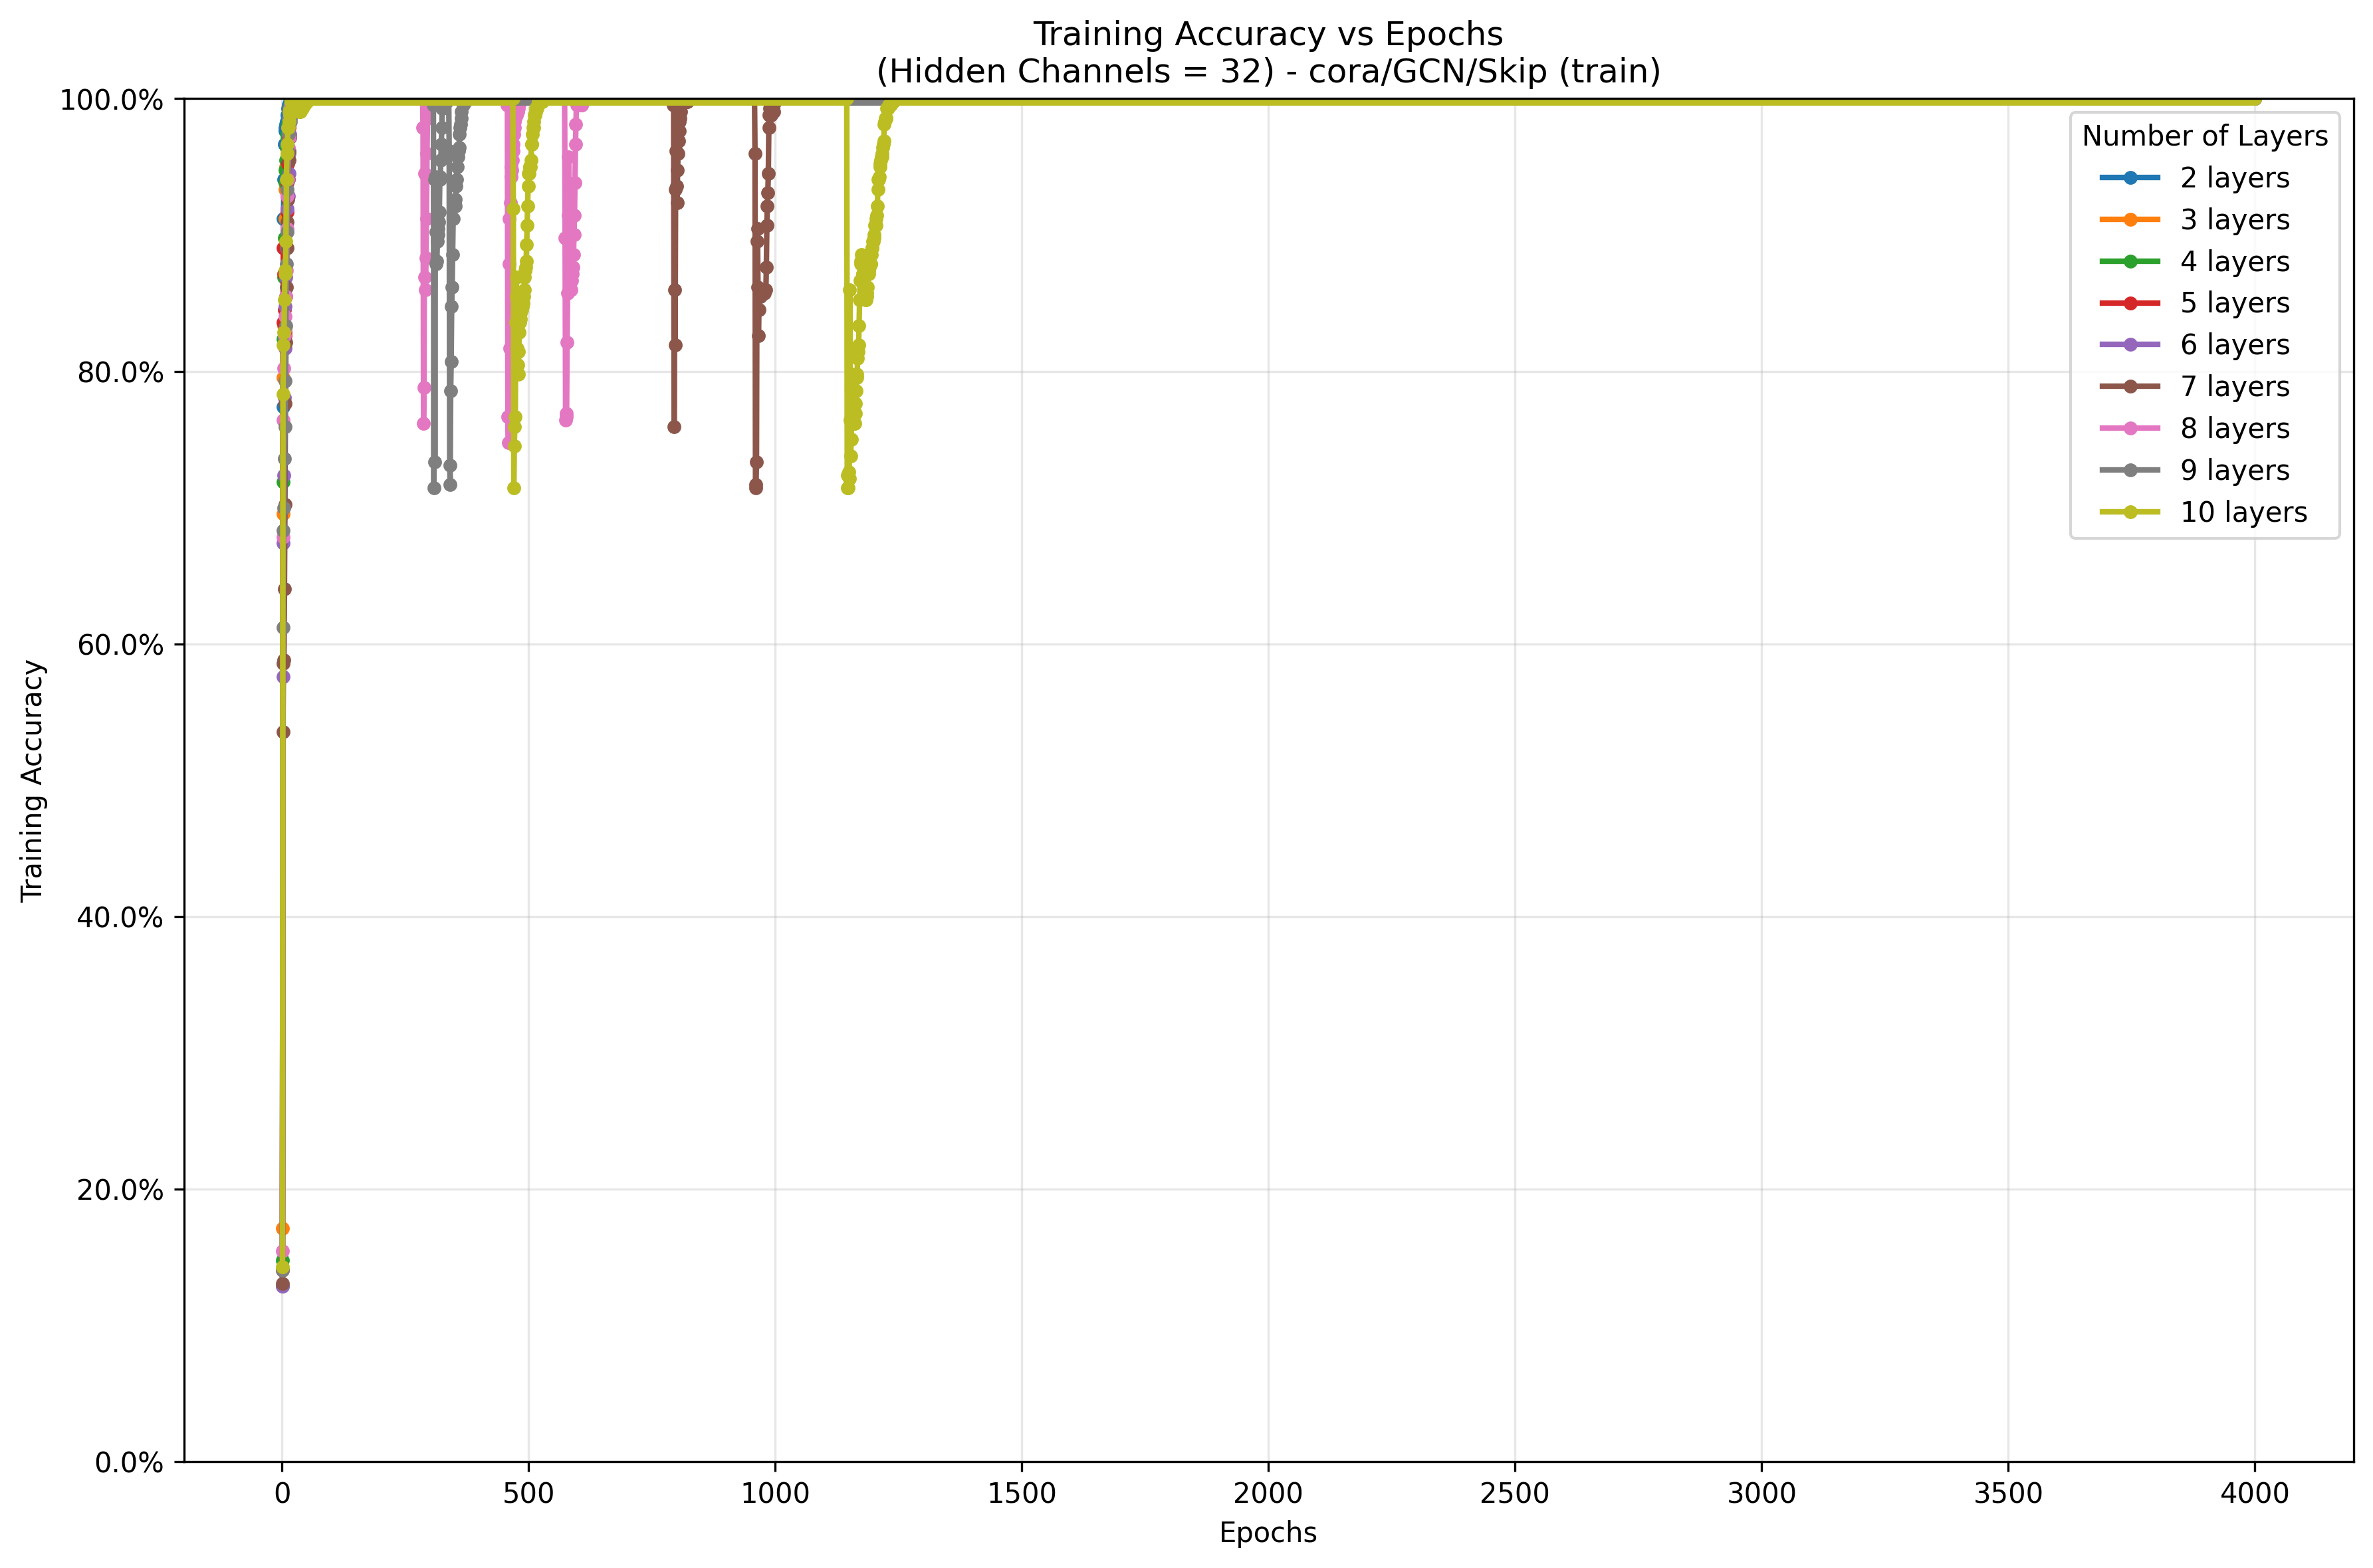 Training Accuracy vs Epochs
(Hidden Channels = 32) - cora/GCN/Skip (train)
100.0%
80.0%
60.0%
40.0%
20.0%
0.0%
Training Accuracy
Number of Layers
2 layers
3 layers
4 layers
5 layers
6 layers
7 layers
8 layers
9 layers
10 layers
0 500 1000 1500 2000 2500 3000 3500 4000
Epochs